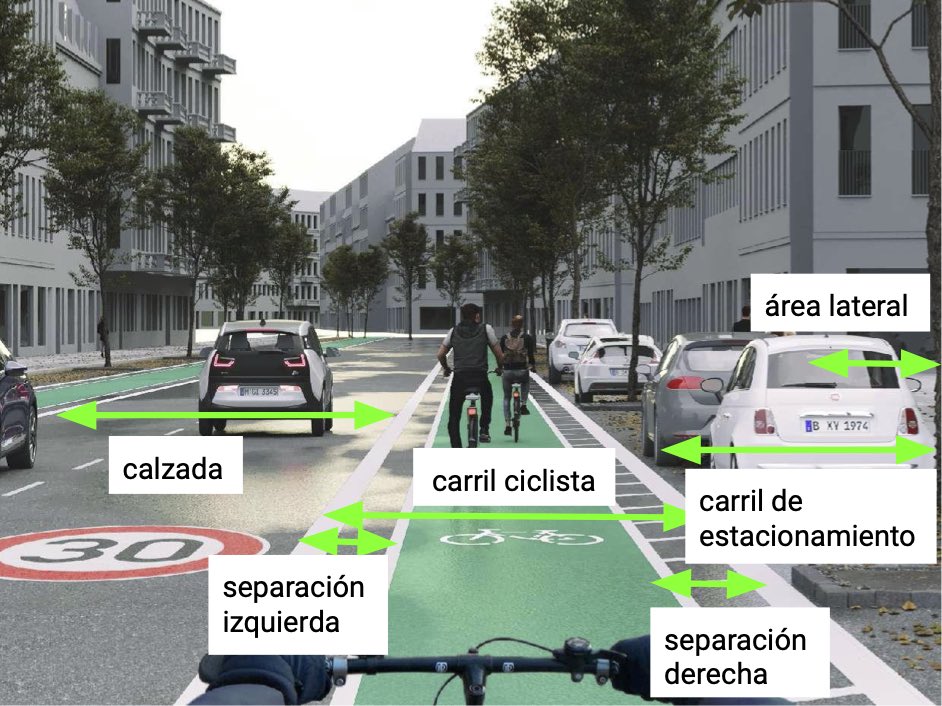 área lateral
B XY 1974
calzada
carril ciclista
carril de
estacionamiento
30
separación
izquierda
separación
derecha